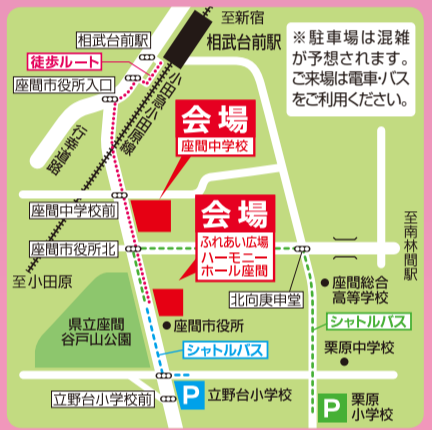 至新宿
相武台前駅
相武台前駅
徒歩ルート
座間市役所入口
小田急小田原線
行幸道路
※駐車場は混雑
が予想されます。
ご来場は電車・バス
をご利用ください。
会場
座間中学校
座間中学校前
会場
ふれあい広場
ハーモニー
ホール座間
座間市役所北
至南林間駅
至小田原
北向庚申堂
座間総合
高等学校
県立座間
谷戸山公園
座間市役所
シャトルバス
シャトルバス
栗原中学校
立野台小学校前
P
立野台小学校
P
栗原
小学校